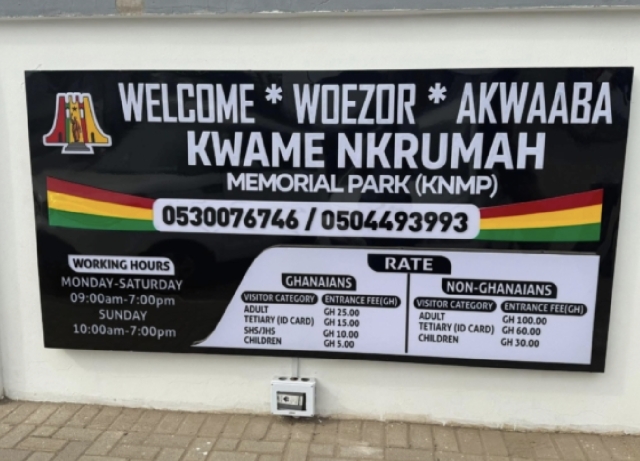 WELCOME * WOEZOR * AKWAABA
KWAME NKRUMAH
MEMORIAL PARK (KNMP)
0530076746 / 0504493993
WORKING HOURS
MONDAY-SATURDAY
09:00am-7:00pm
SUNDAY
10:00am-7:00pm
RATE
GHANAIANS
VISITOR CATEGORY ENTRANCE FEE(GH)
ADULT GH 25.00
TETIARY (ID CARD) GH 15.00
SHS/JHS GH 10.00
CHILDREN GH 5.00
NON-GHANAIANS
VISITOR CATEGORY ENTRANCE FEE(GH)
ADULT GH 100.00
TETIARY (ID CARD) GH 60.00
CHILDREN GH 30.00